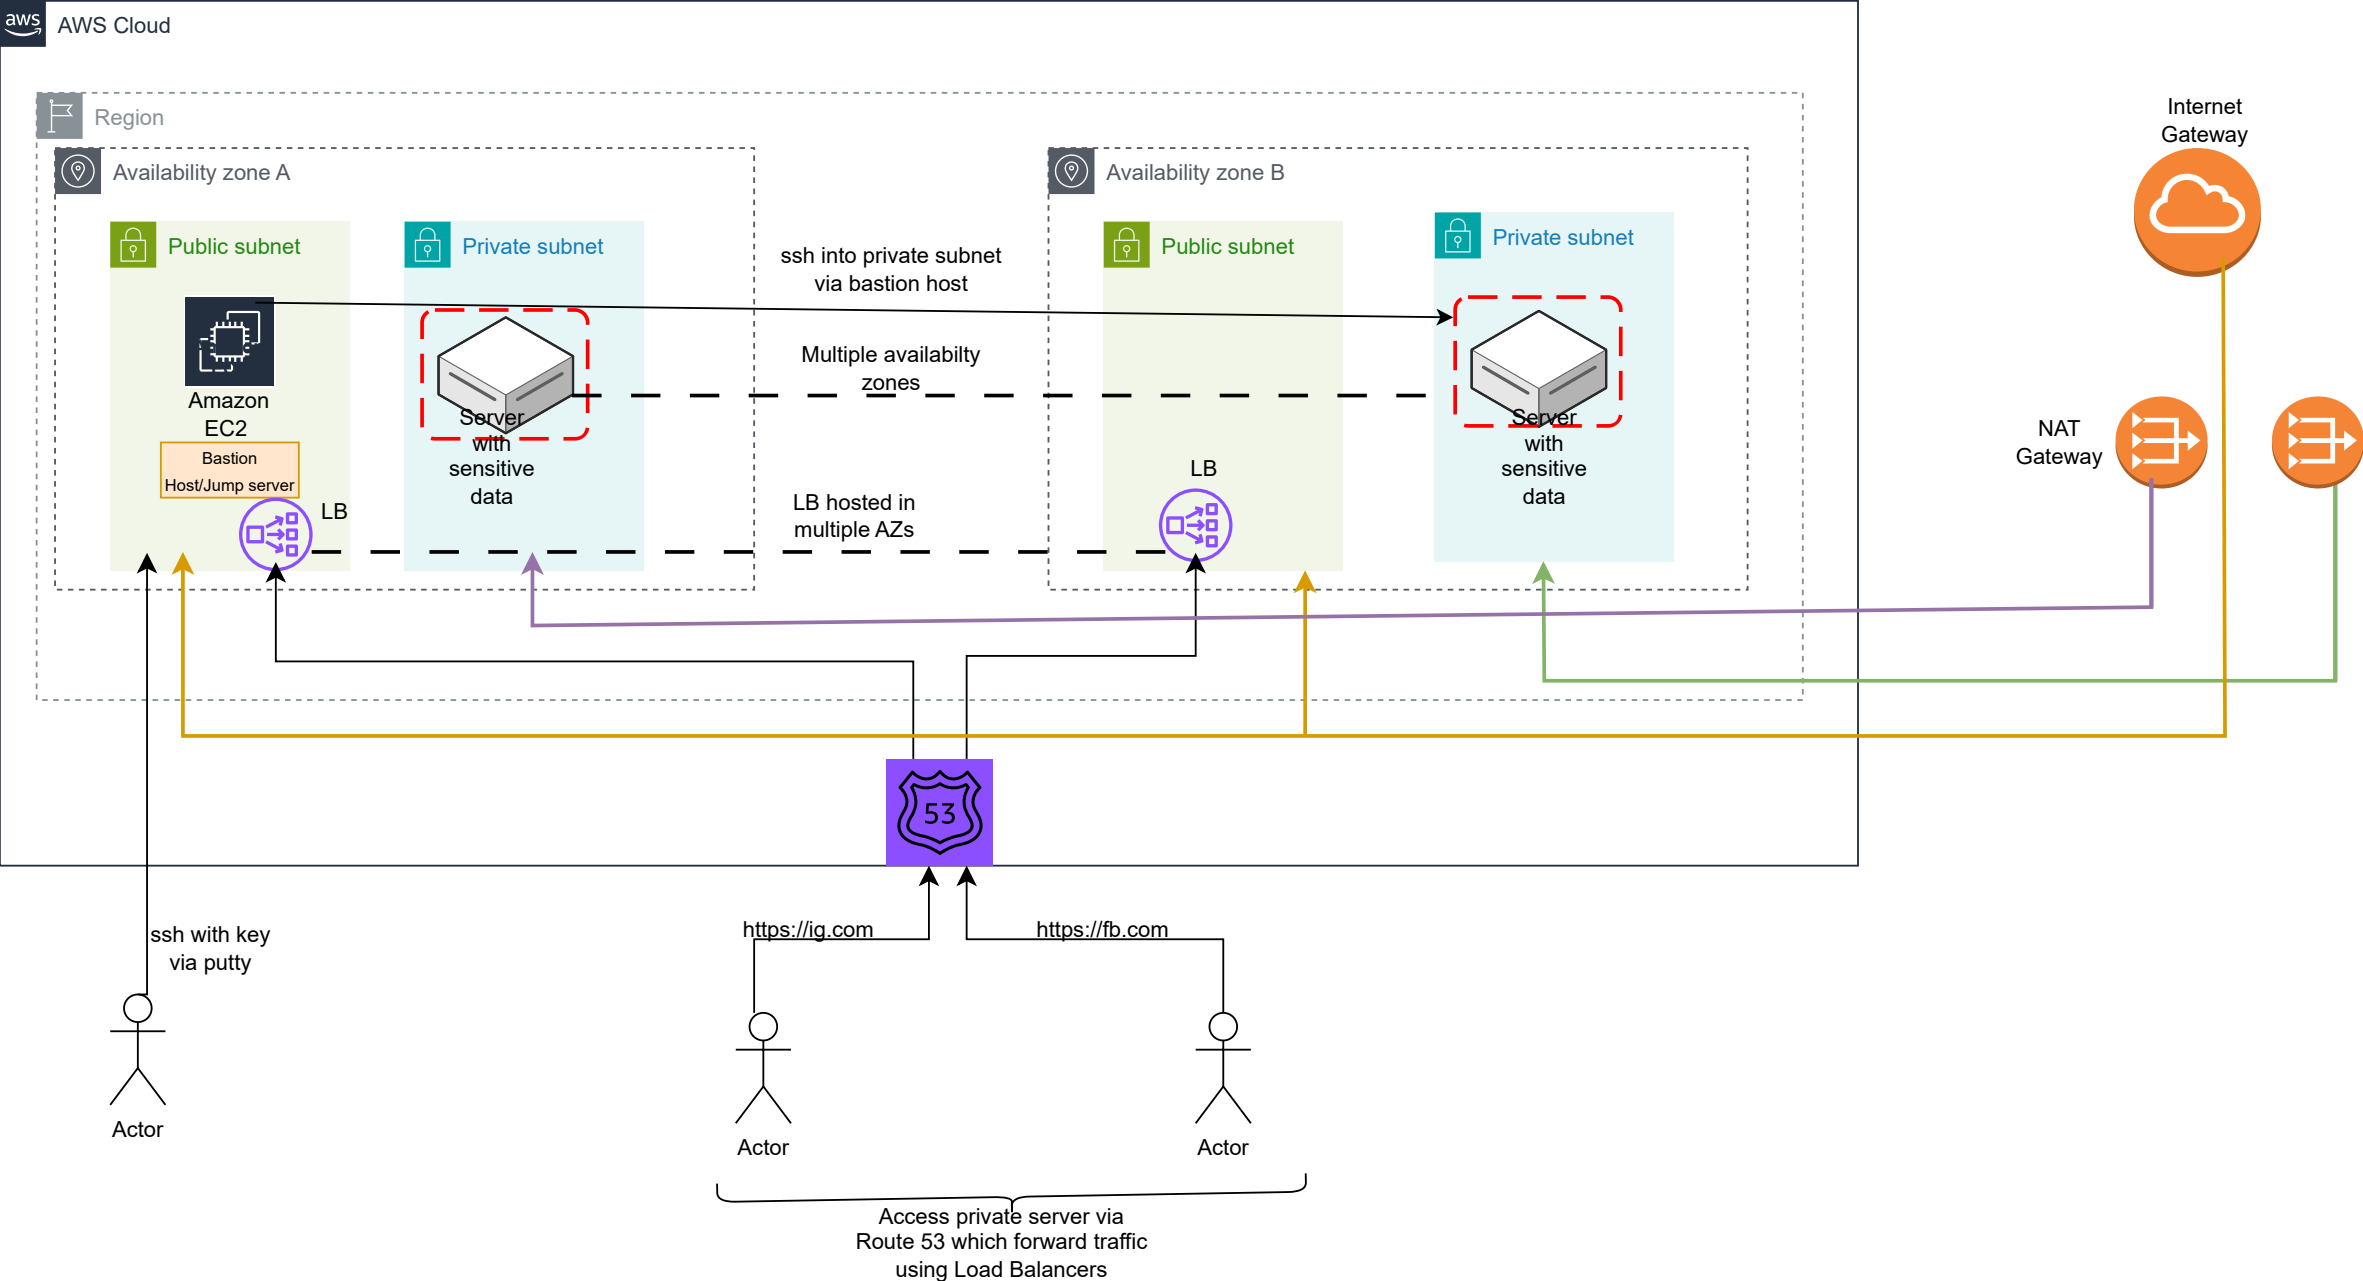 aws
AWS Cloud
Region
Availability zone A
Public subnet
Private subnet
Amazon
EC2
Bastion
Host/Jump server
LB
Server
with
sensitive
data
ssh into private subnet
via bastion host
Multiple availabilty
zones
LB hosted in
multiple AZs
Availability zone B
Public subnet
Private subnet
LB
Server
with
sensitive
data
Internet
Gateway
NAT
Gateway
53
ssh with key
via putty
Actor
https://ig.com
https://fb.com
Actor
Actor
Access private server via
Route 53 which forward traffic
using Load Balancers